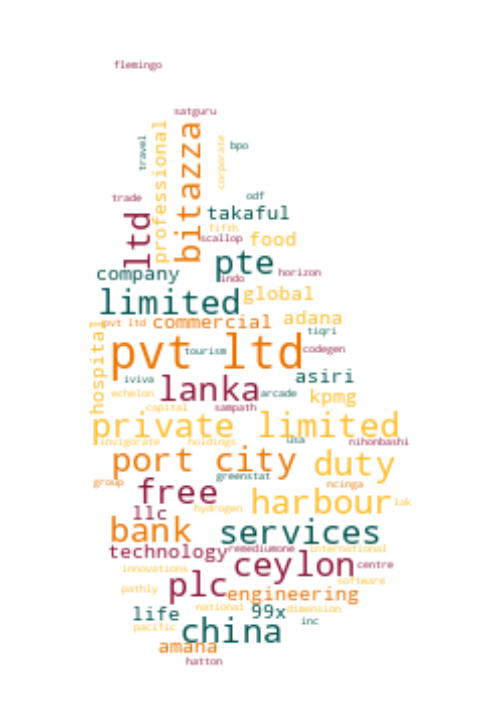 flemingo
satguru
travel
professional
bitazza
corporate
bpo
trade
odf
ltd
takaful
fifth
scallop
food
company
pte
indo
horizon
limited
global
pvt ltd
commercial
adana
tiqri
hospital
pvt ltd
tourism
codegen
iviva
lanka
asiri
echelon
arcade
kpmg
capital
sampath
private limited
invigorate
holdings
usa
nihonbashi
port city
duty
greenstat
group
free
ncinga
harbour
lak
llc
hydrogen
bank
services
technology
remediumone
international
innovations
ceylon
centre
plc
software
pathly
engineering
national
life
99x
dimension
pacific
china
inc
amana
hatton